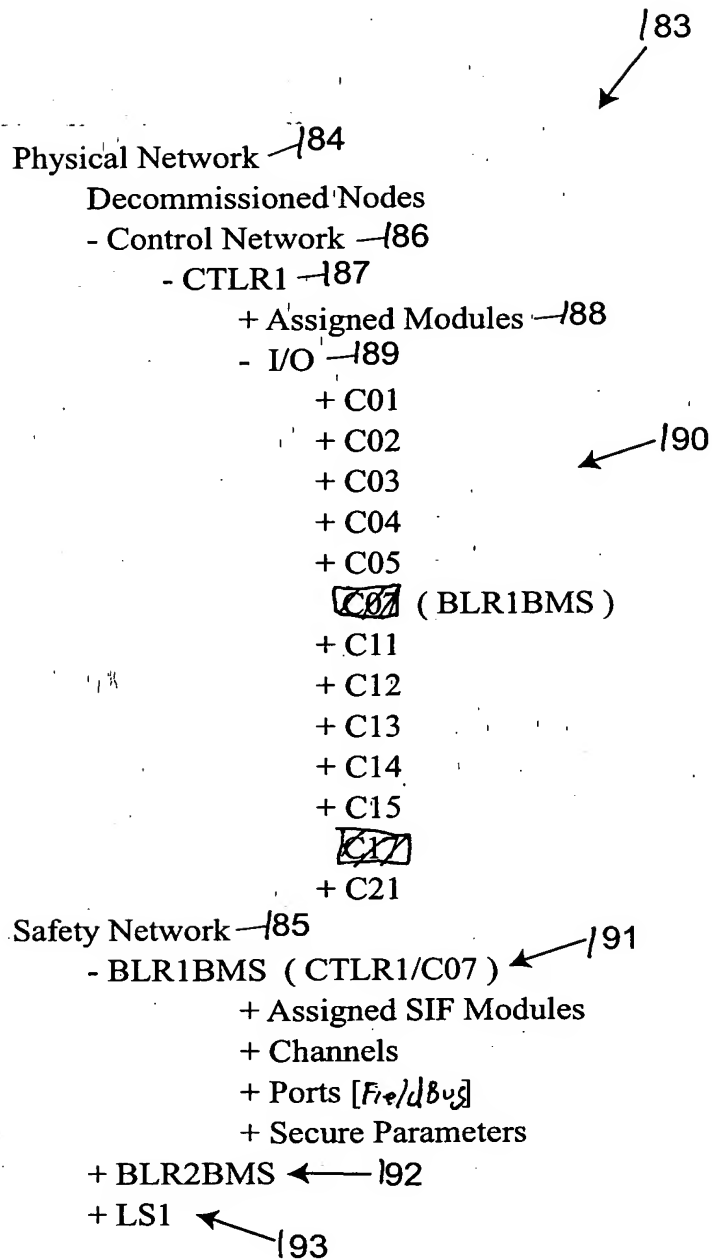 183
Physical Network 184
Decommissioned Nodes
- Control Network 186
- CTLR1 187
+ Assigned Modules 188
- I/O 189
+ C01
+ C02
+ C03 190
+ C04
+ C05
C07 ( BLR1BMS )
+ C11
+ C12
+ C13
+ C14
+ C15
C17
+ C21
Safety Network 185
- BLR1BMS ( CTLR1/C07 ) 191
+ Assigned SIF Modules
+ Channels
+ Ports [FieldBus]
+ Secure Parameters
+ BLR2BMS 192
+ LS1
193